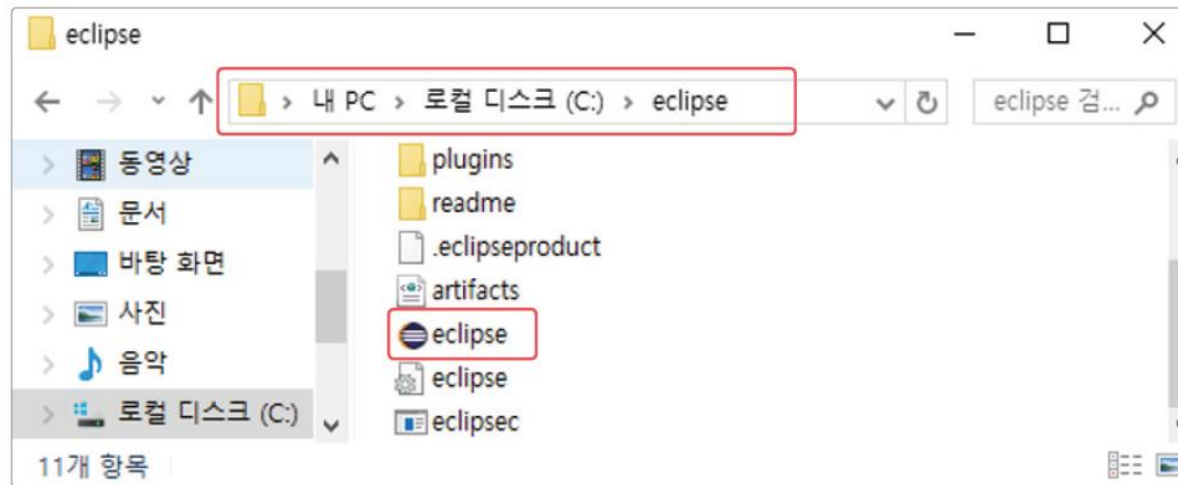 eclipse
내 PC > 로컬 디스크 (C:) > eclipse
eclipse 검...
동영상
문서
바탕 화면
사진
음악
로컬 디스크 (C:)
plugins
readme
.eclipseproduct
artifacts
eclipse
eclipse
eclipsec
11개 항목